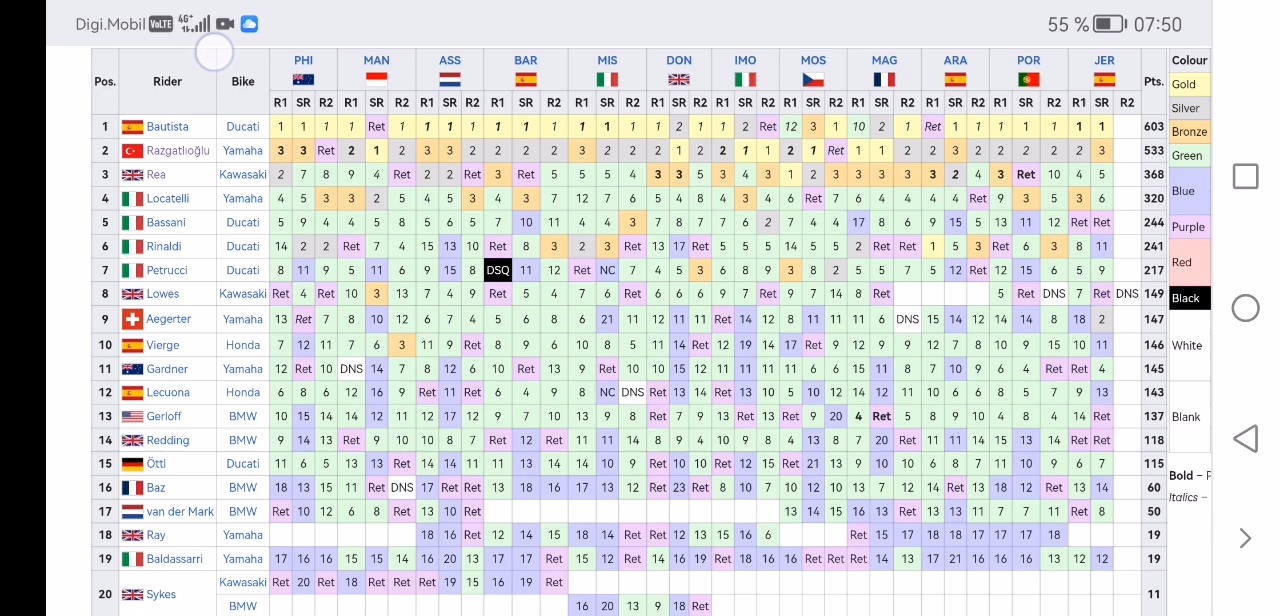 Digi.Mobil VoLTE 4G+ 55 % 07:50
PHI MAN ASS BAR MIS DON IMO MOS MAG ARA POR JER Colour
Pos. Rider Bike Pts. Gold
R1 SR R2 R1 SR R2 R1 SR R2 R1 SR R2 R1 SR R2 R1 SR R2 R1 SR R2 R1 SR R2 R1 SR R2 R1 SR R2 R1 SR R2 R1 SR R2 Silver
1 Bautista Ducati 1 1 1 1 Ret 1 1 1 1 1 1 1 1 1 1 1 2 1 1 2 Ret 12 3 1 10 2 1 Ret 1 1 1 1 1 1 1 603 Bronze
2 Razgatlıoğlu Yamaha 3 3 Ret 2 1 2 3 3 2 2 2 2 3 2 2 2 1 2 2 1 1 2 1 Ret 1 1 2 2 3 2 2 2 2 2 3 533
3 Rea Kawasaki 2 7 8 9 4 Ret 2 2 Ret 3 Ret 5 5 5 4 3 3 5 3 4 3 1 2 3 3 3 3 3 2 4 3 Ret 10 4 5 368 Green
4 Locatelli Yamaha 4 5 3 3 2 5 4 5 3 4 3 7 12 7 6 5 4 8 4 3 4 6 Ret 7 6 4 4 4 4 Ret 9 3 5 3 6 320 Blue
5 Bassani Ducati 5 9 4 4 5 8 5 6 5 7 10 11 4 4 3 7 8 7 7 6 2 7 4 4 17 8 6 9 15 5 13 11 12 Ret Ret 244 Purple
6 Rinaldi Ducati 14 2 2 Ret 7 4 15 13 10 Ret 8 3 2 3 Ret 13 17 Ret 5 5 5 14 5 5 2 Ret Ret 1 5 3 Ret 6 3 8 11 241 Red
7 Petrucci Ducati 8 11 9 5 11 6 9 15 8 DSQ 11 12 Ret NC 7 4 5 3 6 8 9 3 8 2 5 5 7 5 12 Ret 12 15 6 5 9 217
8 Lowes Kawasaki Ret 4 Ret 10 3 13 7 4 9 Ret 5 4 7 6 Ret 6 6 6 9 7 Ret 9 7 14 8 Ret 5 Ret DNS 7 Ret DNS 149 Black
9 Aegerter Yamaha 13 Ret 7 8 10 12 6 7 4 5 6 8 6 21 11 12 11 11 Ret 14 12 8 11 11 11 6 DNS 15 14 12 14 14 8 18 2 147
10 Vierge Honda 7 12 11 7 6 3 11 9 Ret 8 9 6 10 8 5 11 14 Ret 12 19 14 17 Ret 9 12 9 9 12 7 8 10 9 15 10 11 146 White
11 Gardner Yamaha 12 Ret 10 DNS 14 7 8 12 6 10 Ret 13 9 Ret 10 10 15 12 11 11 11 11 6 6 15 11 8 7 10 9 6 4 Ret Ret 4 145
12 Lecuona Honda 6 8 6 12 16 9 Ret 11 Ret 6 4 9 8 NC DNS Ret 13 14 Ret 13 10 5 10 12 14 12 11 10 6 6 8 5 7 9 13 143
13 Gerloff BMW 10 15 14 14 12 11 12 17 12 9 7 10 13 9 8 Ret 7 9 13 Ret 13 Ret 9 20 4 Ret 5 8 9 10 4 8 4 14 Ret 137 Blank
14 Redding BMW 9 14 13 Ret 9 10 10 8 7 Ret 12 Ret 11 11 14 8 9 4 10 9 8 4 13 8 7 20 Ret 11 11 14 15 13 14 Ret Ret 118
15 Öttl Ducati 11 6 5 13 13 Ret 14 14 11 11 13 14 14 10 9 Ret 10 10 Ret 12 15 Ret 21 13 9 10 10 6 8 7 11 10 9 6 7 115 Bold –
16 Baz BMW 18 13 15 11 Ret DNS 17 Ret Ret 13 18 16 17 13 12 Ret 23 Ret 8 10 7 10 12 10 13 7 12 14 Ret 13 18 12 Ret 13 14 60 Italics –
17 van der Mark BMW Ret 10 12 6 8 Ret 13 10 Ret 13 14 15 16 13 Ret 13 13 11 7 7 11 Ret 8 50
18 Ray Yamaha 18 16 Ret 12 14 15 18 14 Ret Ret 12 13 15 16 6 Ret 15 17 18 18 17 17 17 18 19
19 Baldassarri Yamaha 17 16 16 15 15 14 16 20 13 17 17 Ret 15 12 Ret 14 16 19 Ret 18 16 16 Ret Ret Ret 14 13 17 21 16 16 16 13 12 12 19
20 Sykes Kawasaki Ret 20 Ret 18 Ret Ret Ret 19 15 16 19 Ret 11
BMW 16 20 13 9 18 Ret